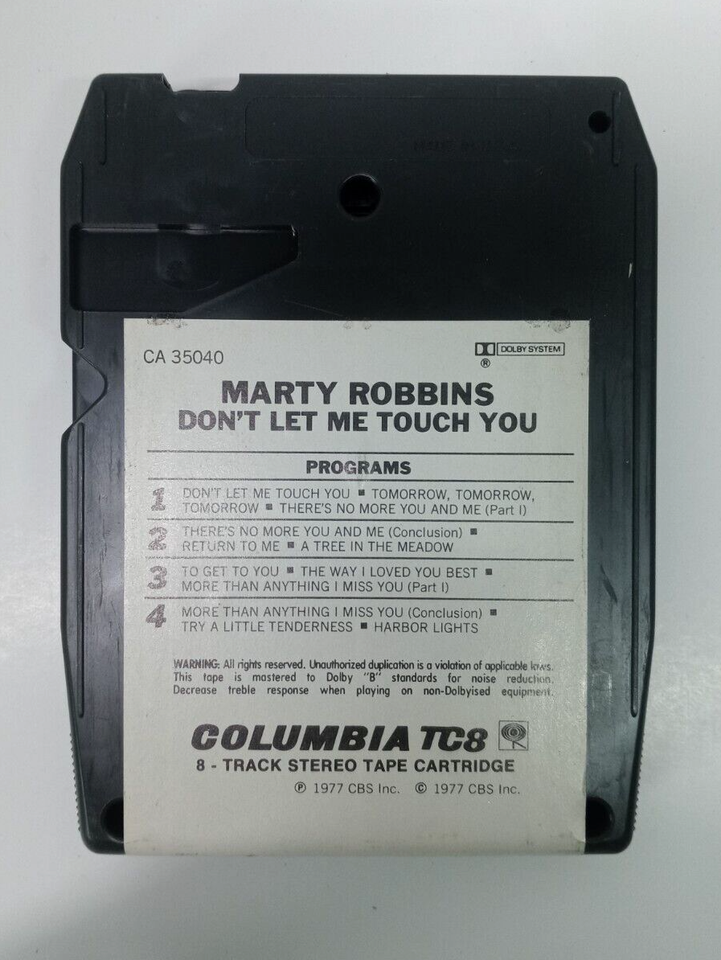 CA 35040
DOLBY SYSTEM
®
MARTY ROBBINS
DON'T LET ME TOUCH YOU
PROGRAMS
1 DON'T LET ME TOUCH YOU ■ TOMORROW, TOMORROW,
TOMORROW ■ THERE'S NO MORE YOU AND ME (Part I)
2 THERE'S NO MORE YOU AND ME (Conclusion) ■
RETURN TO ME ■ A TREE IN THE MEADOW
3 TO GET TO YOU ■ THE WAY I LOVED YOU BEST ■
MORE THAN ANYTHING I MISS YOU (Part I)
4 MORE THAN ANYTHING I MISS YOU (Conclusion) ■
TRY A LITTLE TENDERNESS ■ HARBOR LIGHTS
WARNING: All rights reserved. Unauthorized duplication is a violation of applicable laws.
This tape is mastered to Dolby "B" standards for noise reduction.
Decrease treble response when playing on non-Dolbyised equipment.
COLUMBIA TC8
8 - TRACK STEREO TAPE CARTRIDGE
℗ 1977 CBS Inc. © 1977 CBS Inc.